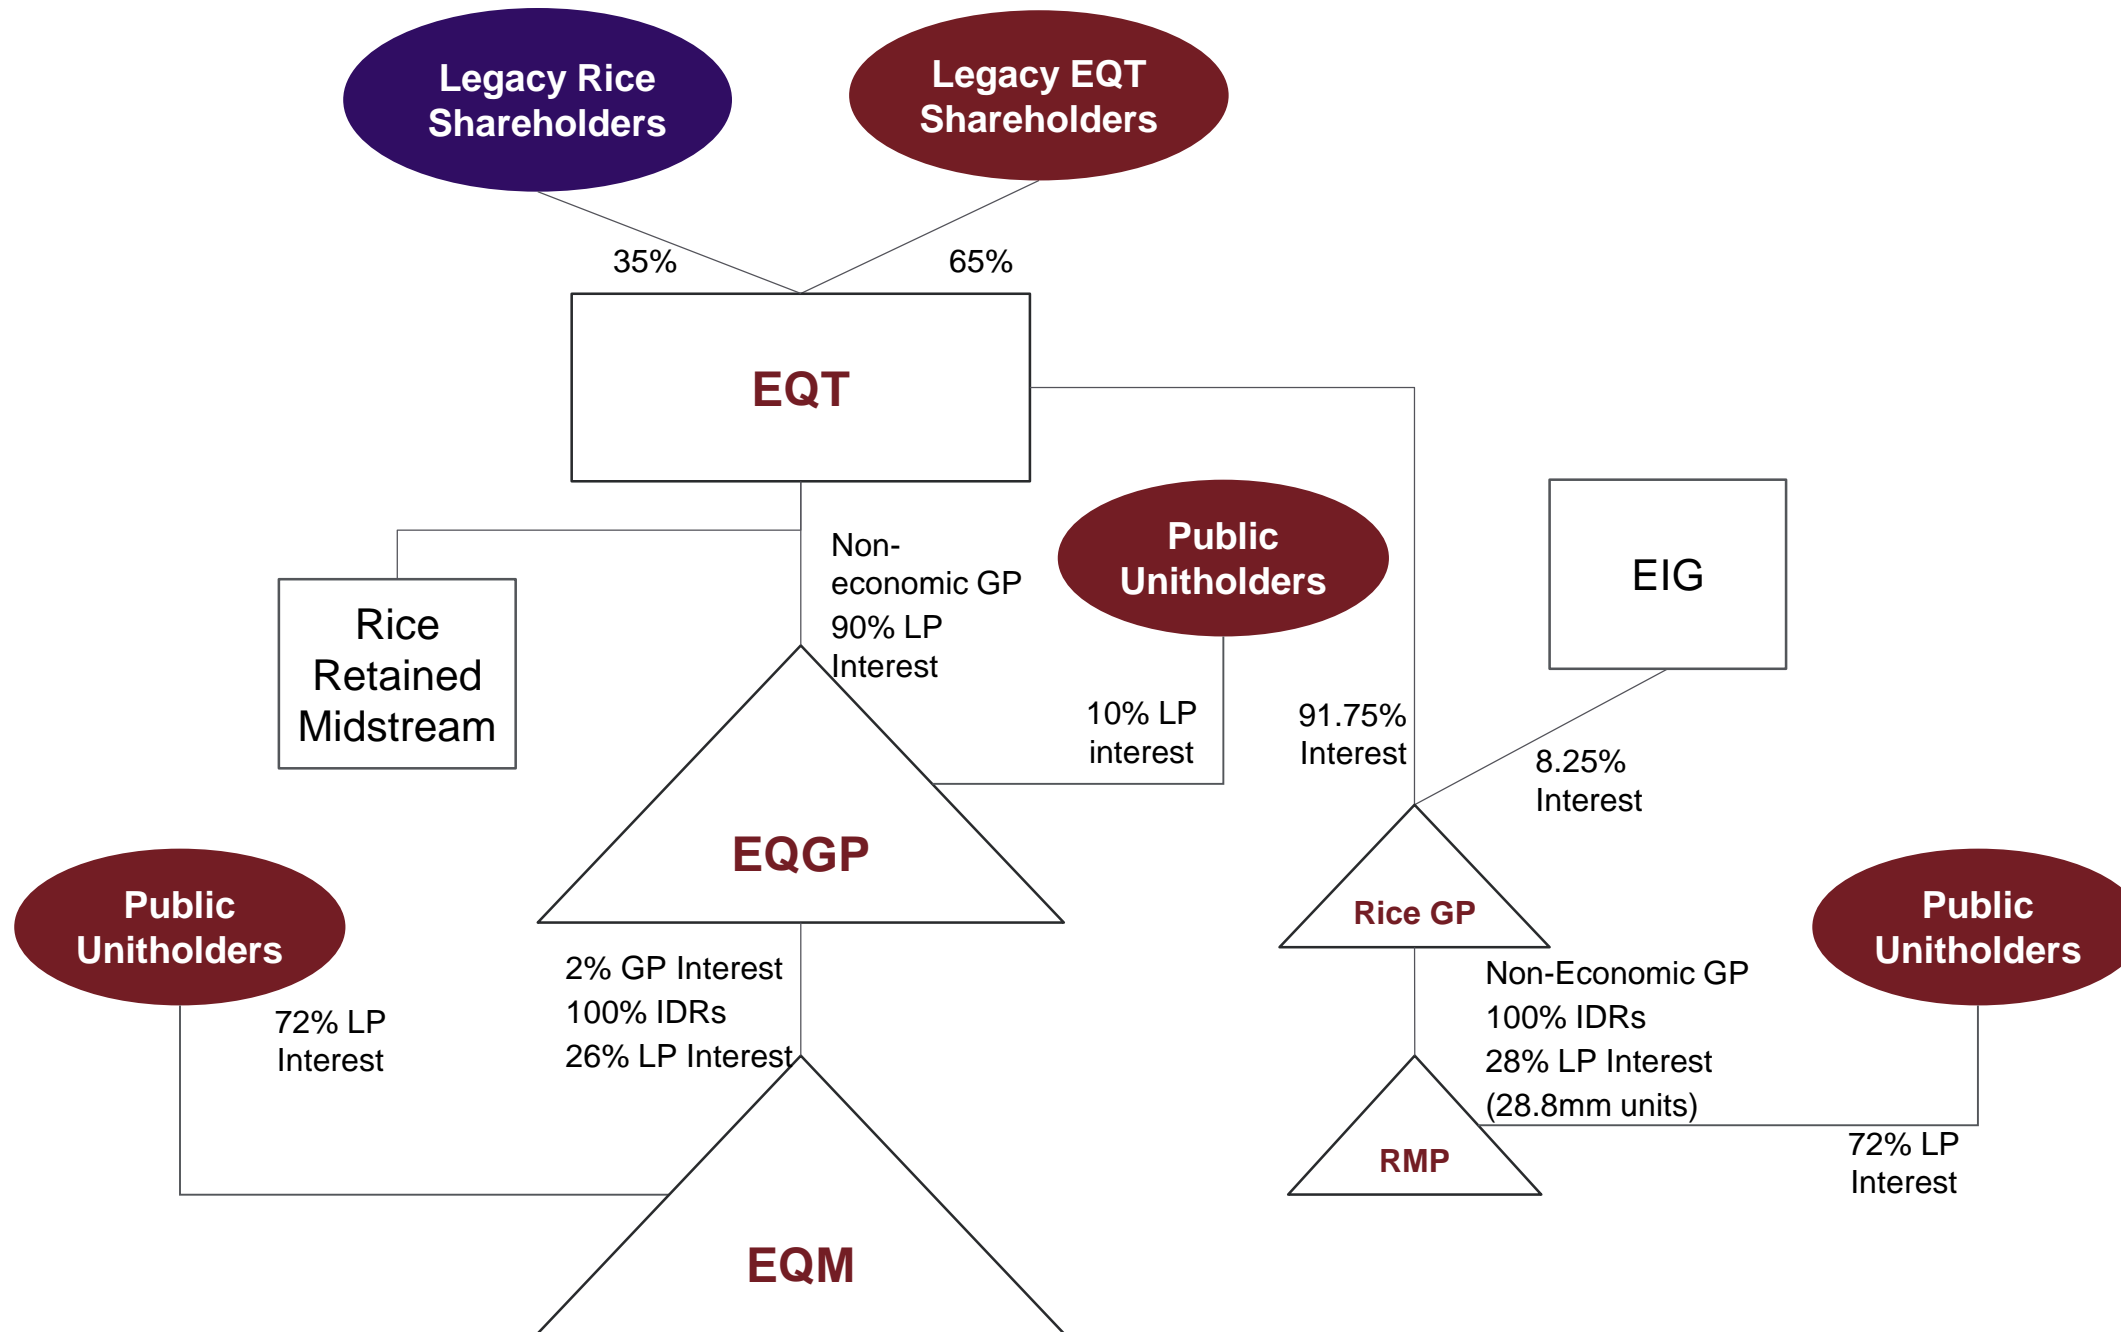 Legacy Rice
Shareholders
Legacy EQT
Shareholders
35%
65%
EQT
Non-
economic GP
90% LP
Interest
Public
Unitholders
EIG
Rice
Retained
Midstream
10% LP
interest
91.75%
Interest
8.25%
Interest
EQGP
Rice GP
Public
Unitholders
Public
Unitholders
72% LP
Interest
2% GP Interest
100% IDRs
26% LP Interest
Non-Economic GP
100% IDRs
28% LP Interest
(28.8mm units)
72% LP
Interest
RMP
EQM